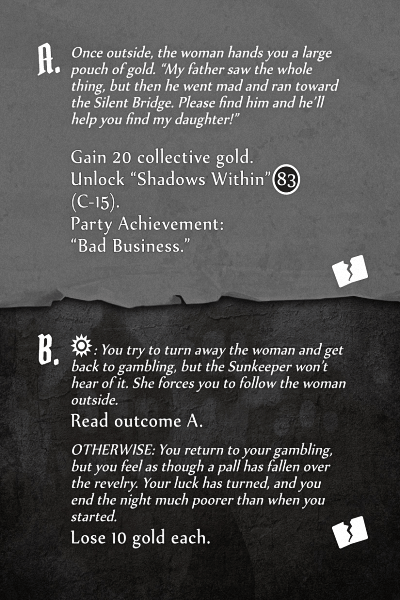 A. Once outside, the woman hands you a large
pouch of gold. “My father saw the whole
thing, but then he went mad and ran toward
the Silent Bridge. Please find him and he’ll
help you find my daughter!”
Gain 20 collective gold.
Unlock “Shadows Within” 83
(C-15).
Party Achievement:
“Bad Business.”
B. : You try to turn away the woman and get
back to gambling, but the Sunkeeper won’t
hear of it. She forces you to follow the woman
outside.
Read outcome A.
OTHERWISE: You return to your gambling,
but you feel as though a pall has fallen over
the revelry. Your luck has turned, and you
end the night much poorer than when you
started.
Lose 10 gold each.